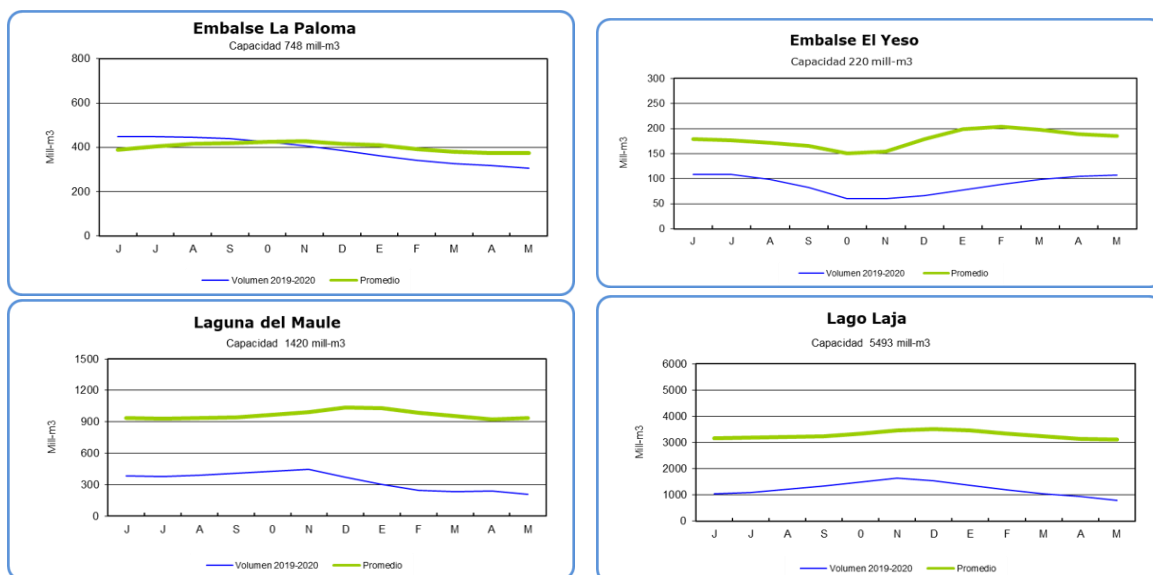 Embalse La Paloma
Capacidad 748 mill-m3
Mill-m3
800
600
400
200
0
J J A S 0 N D E F M A M
Volumen 2019-2020 Promedio
Embalse El Yeso
Capacidad 220 mill-m3
Mill-m3
300
250
200
150
100
50
0
J J A S 0 N D E F M A M
Volumen 2019-2020 Promedio
Laguna del Maule
Capacidad 1420 mill-m3
Mill-m3
1500
1200
900
600
300
0
J J A S 0 N D E F M A M
Volumen 2019-2020 Promedio
Lago Laja
Capacidad 5493 mill-m3
Mill-m3
6000
5000
4000
3000
2000
1000
0
J J A S 0 N D E F M A M
Volumen 2019-2020 Promedio